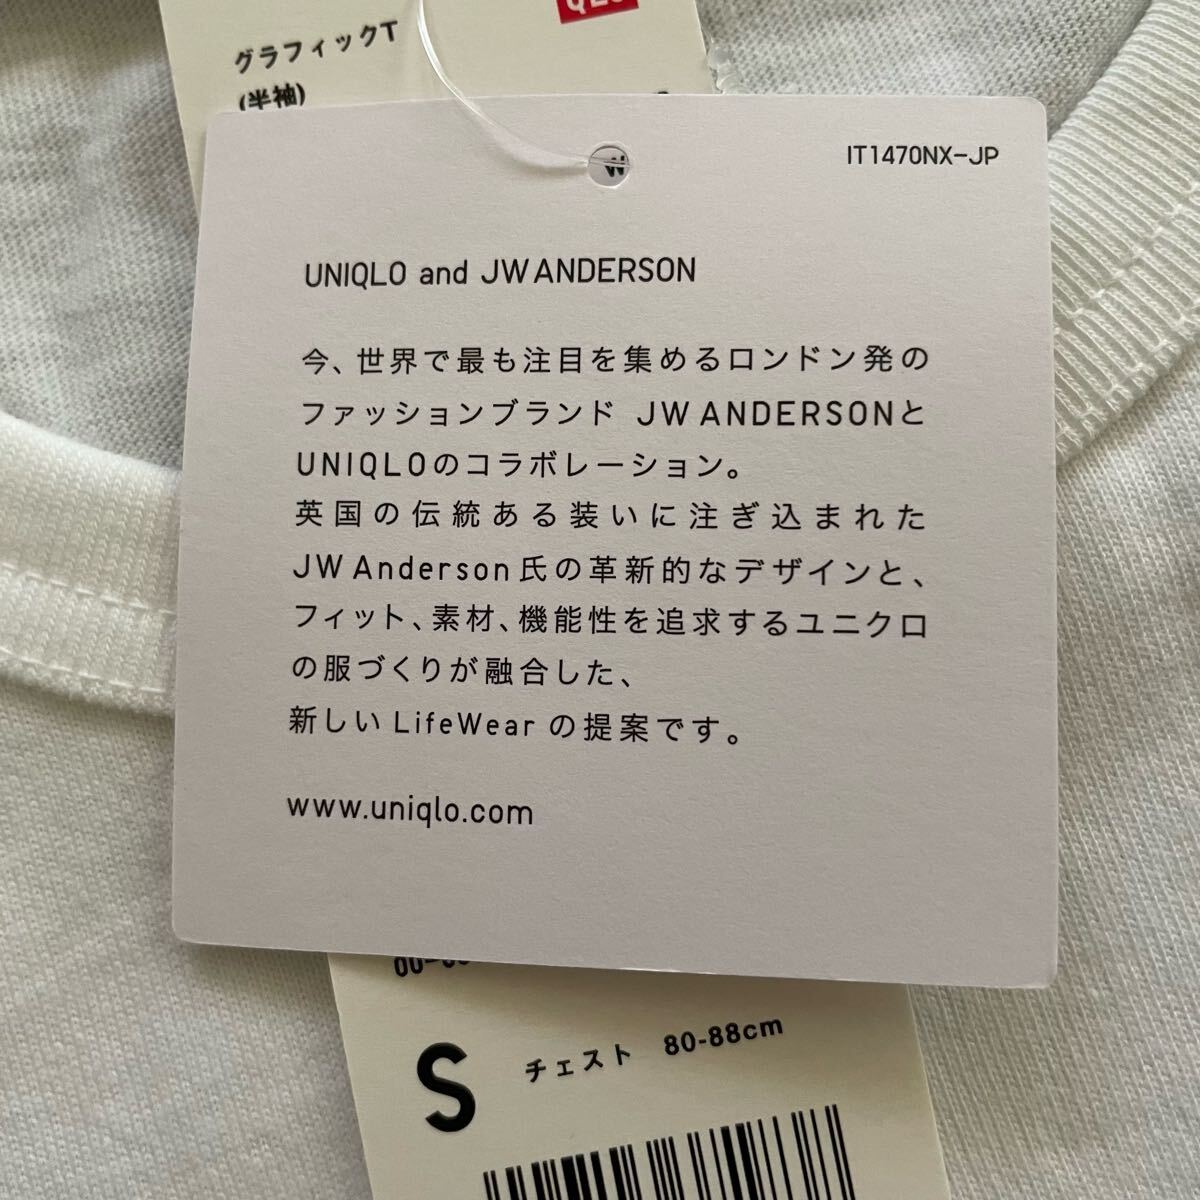 グラフィックT
(半袖)
IT1470NX-JP
UNIQLO and JW ANDERSON
今、世界で最も注目を集めるロンドン発の
ファッションブランド JW ANDERSONと
UNIQLOのコラボレーション。
英国の伝統ある装いに注ぎ込まれた
JW Anderson氏の革新的なデザインと、
フィット、素材、機能性を追求するユニクロ
の服づくりが融合した、
新しい LifeWear の提案です。
www.uniqlo.com
S チェスト 80-88cm